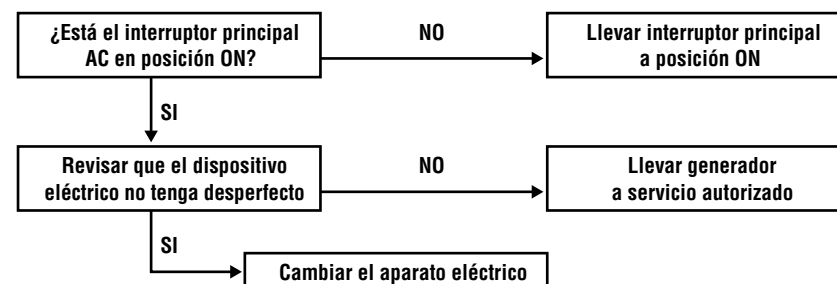 ¿Está el interruptor principal
AC en posición ON?
NO
Llevar interruptor principal
a posición ON
SI
Revisar que el dispositivo
eléctrico no tenga desperfecto
NO
Llevar generador
a servicio autorizado
SI
Cambiar el aparato eléctrico